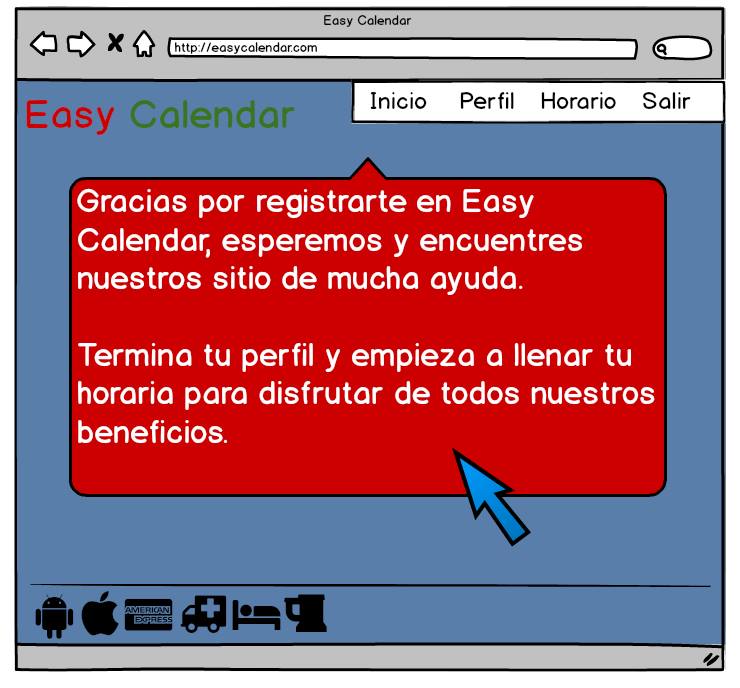 Easy Calendar
http://easycalendar.com
Easy Calendar
Inicio Perfil Horario Salir
Gracias por registrarte en Easy
Calendar, esperemos y encuentres
nuestros sitio de mucha ayuda.
Termina tu perfil y empieza a llenar tu
horaria para disfrutar de todos nuestros
beneficios.
AMERICAN
EXPRESS